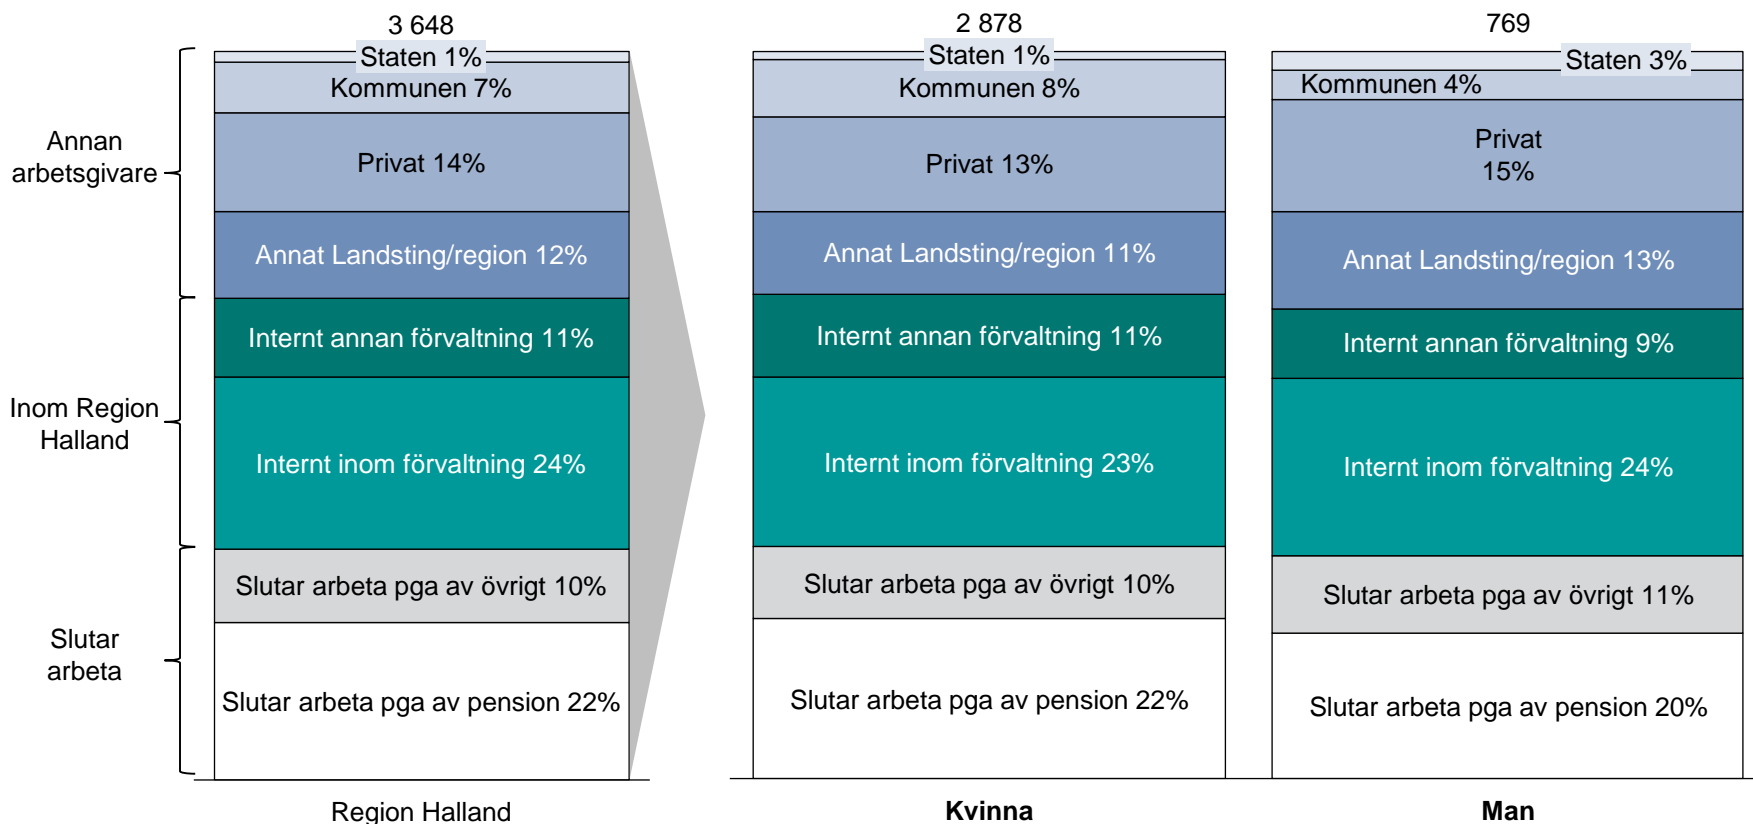 3 648
2 878
769
Staten 1%
Kommunen 7%
Privat 14%
Annat Landsting/region 12%
Internt annan förvaltning 11%
Internt inom förvaltning 24%
Slutar arbeta pga av övrigt 10%
Slutar arbeta pga av pension 22%
Staten 1%
Kommunen 8%
Privat 13%
Annat Landsting/region 11%
Internt annan förvaltning 11%
Internt inom förvaltning 23%
Slutar arbeta pga av övrigt 10%
Slutar arbeta pga av pension 22%
Staten 3%
Kommunen 4%
Privat
15%
Annat Landsting/region 13%
Internt annan förvaltning 9%
Internt inom förvaltning 24%
Slutar arbeta pga av övrigt 11%
Slutar arbeta pga av pension 20%
Annan
arbetsgivare
Inom Region
Halland
Slutar
arbeta
Region Halland
Kvinna
Man